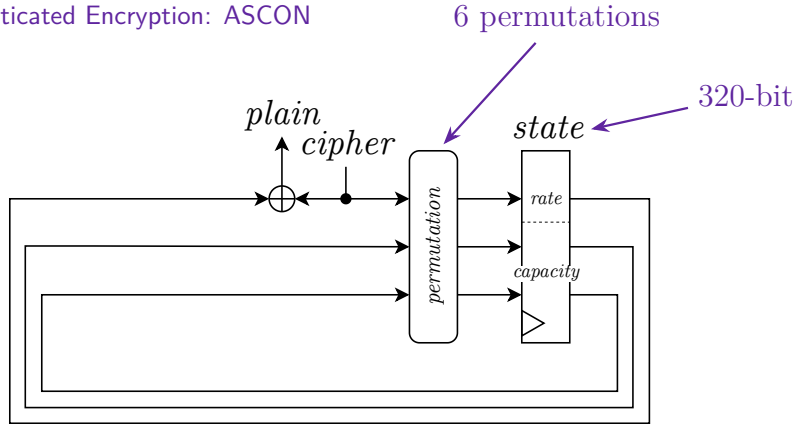 ticated Encryption: ASCON
6 permutations
320-bit
plain
cipher
state
permutation
rate
capacity